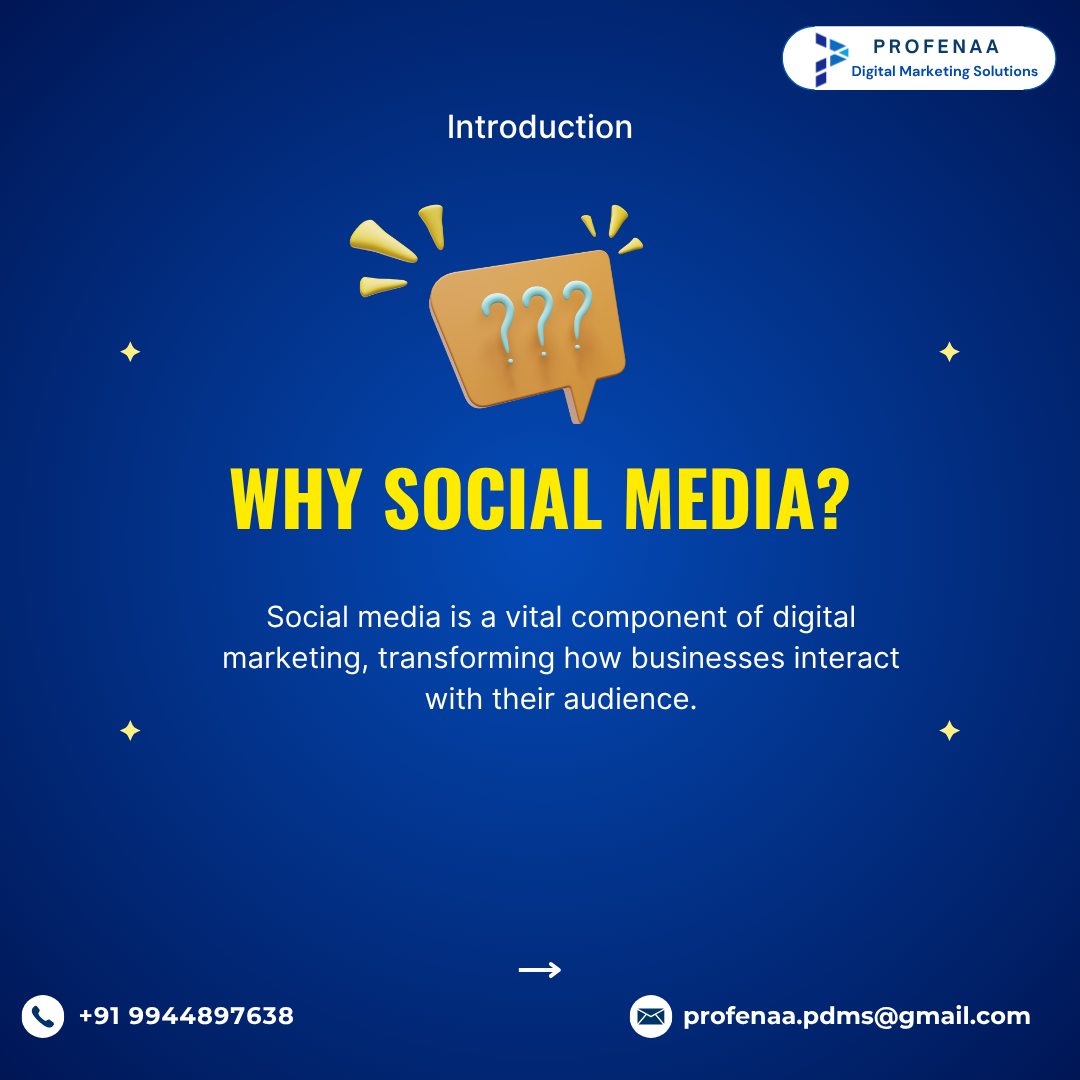 PROFENAA
Digital Marketing Solutions
Introduction
???
WHY SOCIAL MEDIA?
Social media is a vital component of digital
marketing, transforming how businesses interact
with their audience.
+91 9944897638
profenaa.pdms@gmail.com